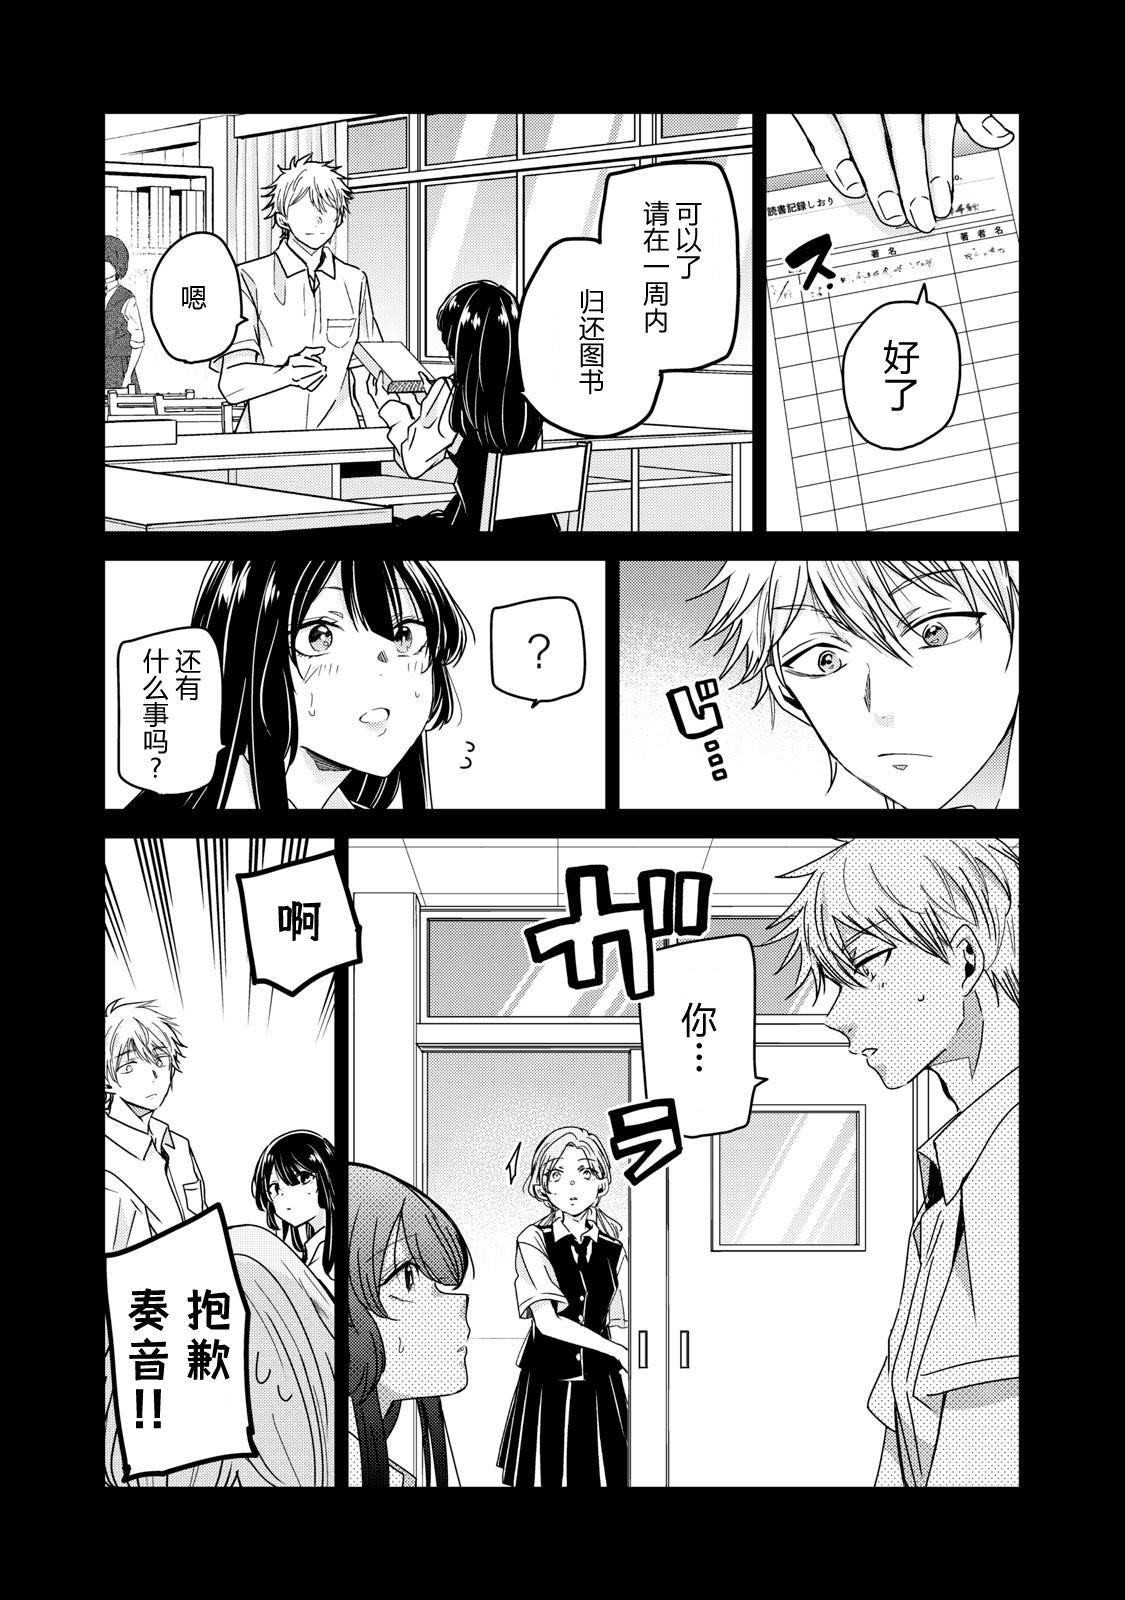 No.
読書記録しおり
著 名
著 者 名
ス
好了
可以了
请在一周内
归还图书
嗯
じ…
？
还有
什么事吗？
ガ
ラ
你…
啊
抱歉
奏音!!